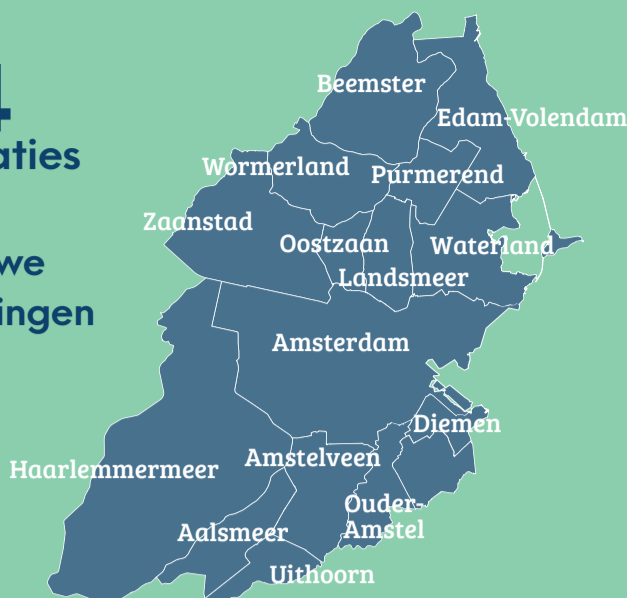 4
aties
we
ingen
Beemster
Edam-Volendam
Wormerland
Purmerend
Zaanstad
Oostzaan
Waterland
Landsmeer
Amsterdam
Diemen
Amstelveen
Haarlemmermeer
Ouder-
Amstel
Aalsmeer
Uithoorn